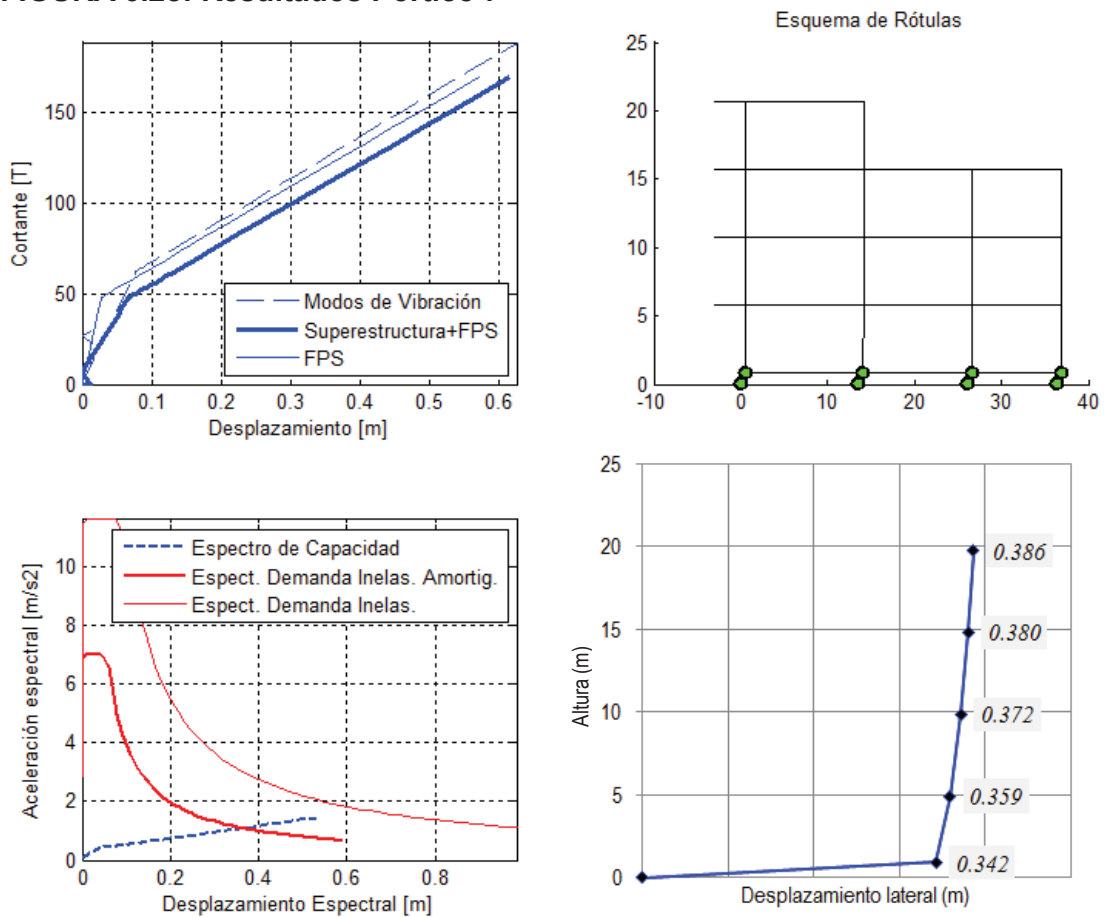 Resultados
Esquema de Rótulas
150
100
50
0
Cortante [T]
Modos de Vibración
Superestructura+FPS
FPS
0 0.1 0.2 0.3 0.4 0.5 0.6
Desplazamiento [m]
25
20
15
10
5
0
-10 0 10 20 30 40
10
8
6
4
2
0
Aceleración espectral [m/s2]
Espectro de Capacidad
Espect. Demanda Inelas. Amortig.
Espect. Demanda Inelas.
0 0.2 0.4 0.6 0.8
Desplazamiento Espectral [m]
25
20
15
10
5
0
Altura (m)
0.386
0.380
0.372
0.359
0.342
Desplazamiento lateral (m)